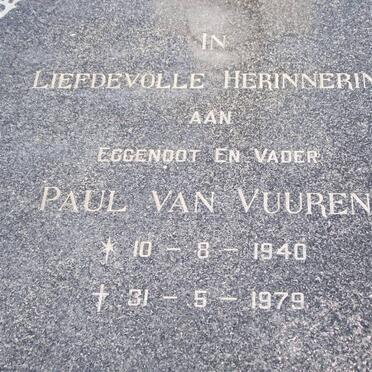 IN
LIEFDEVOLLE HERINNERIN
AAN
EGGENOOT EN VADER
PAUL VAN VUUREN
* 10 - 8 - 1940
† 31 - 5 - 1979